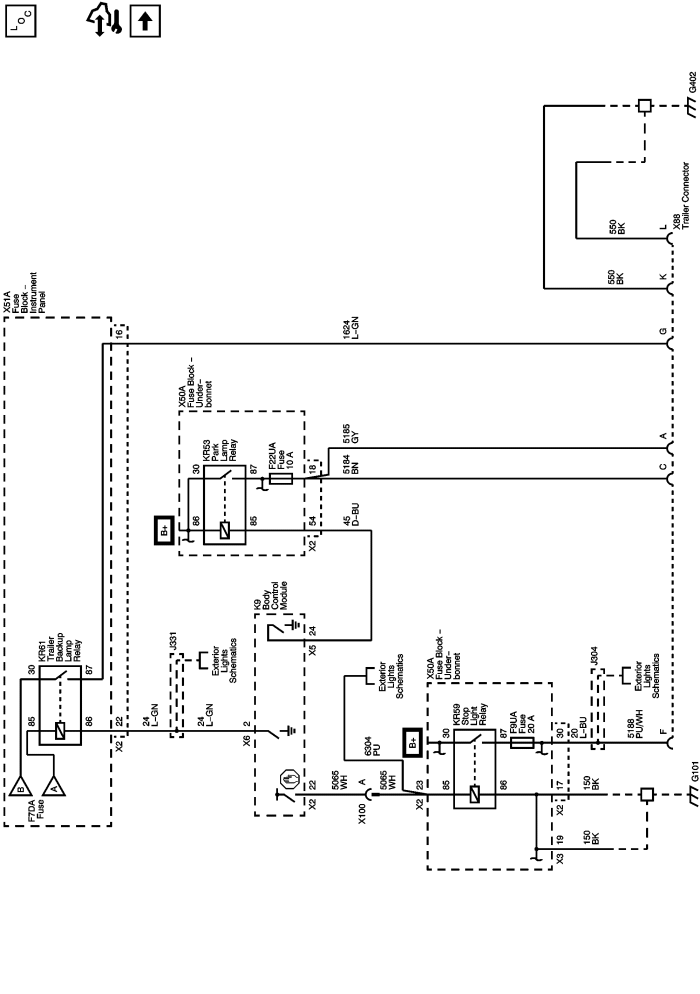 L O C
X51A
Fuse
Block –
Instrument
Panel
KR61
Trailer
Backup
Lamp
Relay
30
87
85
86
B
A
F7DA
Fuse
16
22
X2
24
L–GN
J331
24
L–GN
Exterior
Lights
Schematics
2
X6
K9
Body
Control
Module
24
X5
22
X2
X50A
Fuse Block –
Under–
bonnet
B+
KR53
Park
Lamp
Relay
30
87
86
85
F22UA
Fuse
10 A
18
54
X2
45
D–BU
1624
L–GN
5185
GY
5184
BN
5065
WH
A
X100
5065
WH
6304
PU
Exterior
Lights
Schematics
23
X2
X50A
Fuse Block –
Under–
bonnet
B+
KR59
Stop
Light
Relay
30
87
85
86
F9UA
Fuse
20 A
30
17
X2
19
X3
20
L–BU
J304
Exterior
Lights
Schematics
5188
PU/WH
150
BK
150
BK
G101
550
BK
550
BK
L
K
G
A
C
F
X88
Trailer Connector
G402